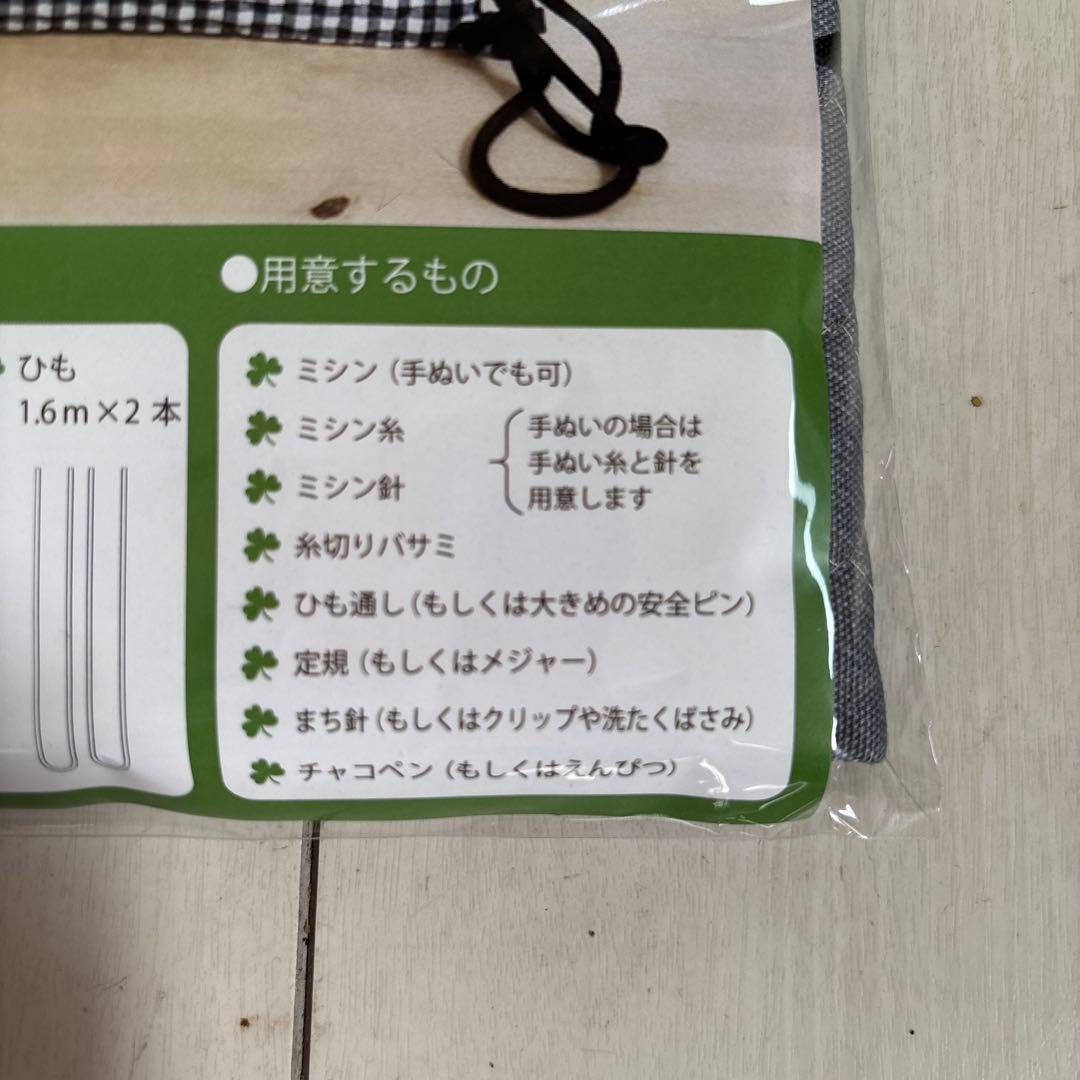 ●用意するもの
ひも
1.6m×2 本
ミシン（手ぬいでも可）
ミシン糸
ミシン針
手ぬいの場合は
手ぬい糸と針を
用意します
糸切りバサミ
ひも通し（もしくは大きめの安全ピン）
定規（もしくはメジャー）
まち針（もしくはクリップや洗たくばさみ）
チャコペン（もしくはえんぴつ）